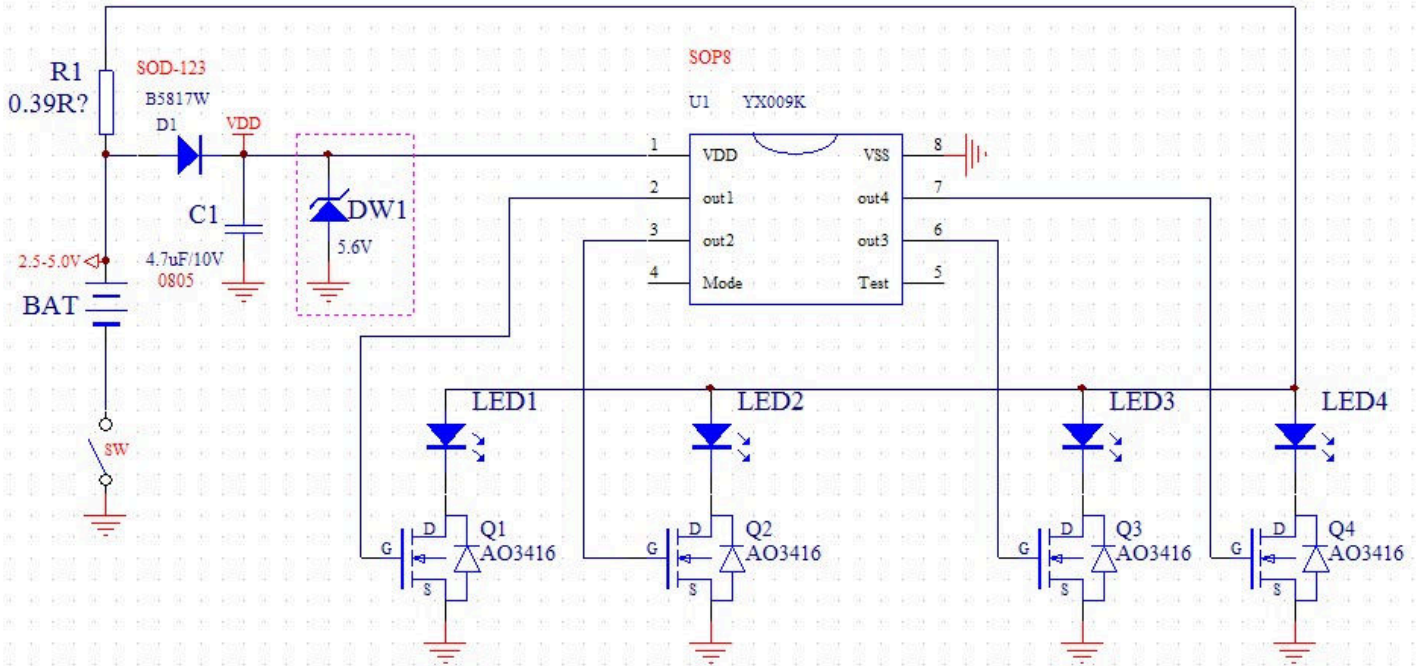 R1
0.39R?
SOD-123
B5817W
D1
VDD
C1
4.7uF/10V
0805
DW1
5.6V
2.5-5.0V
BAT
SW
SOP8
U1 YX009K
1 VDD VSS 8
2 out1 out4 7
3 out2 out3 6
4 Mode Test 5
LED1
LED2
LED3
LED4
D
G
S
Q1
AO3416
D
G
S
Q2
AO3416
D
G
S
Q3
AO3416
D
G
S
Q4
AO3416